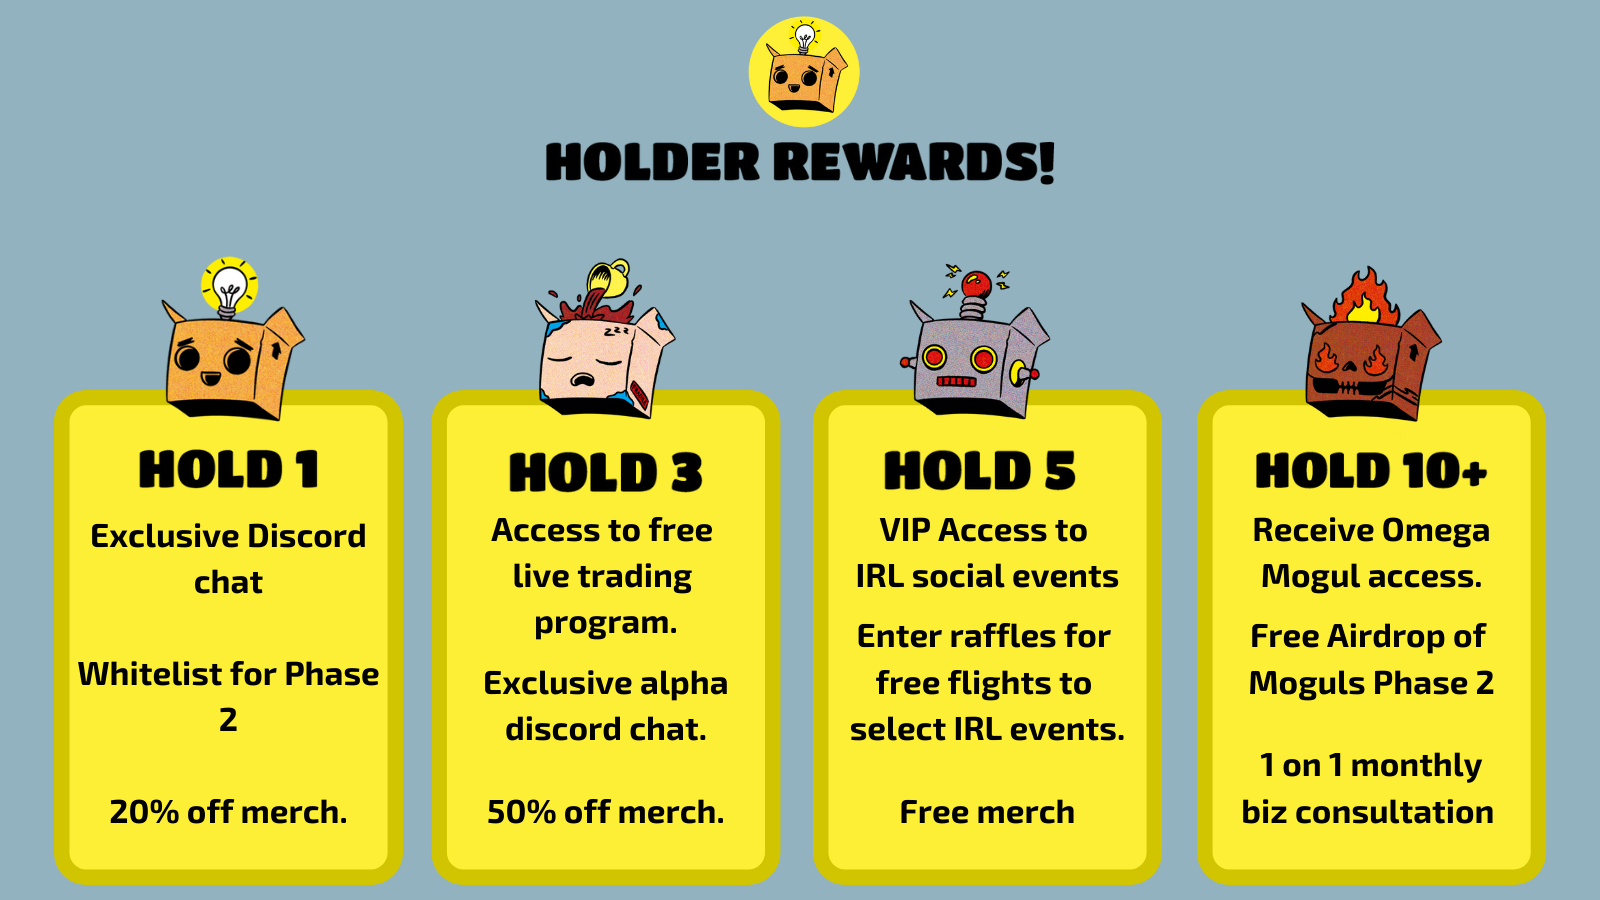 HOLDER REWARDS!
zzz
HOLD 1
Exclusive Discord
chat
Whitelist for Phase
2
20% off merch.
HOLD 3
Access to free
live trading
program.
Exclusive alpha
discord chat.
50% off merch.
HOLD 5
VIP Access to
IRL social events
Enter raffles for
free flights to
select IRL events.
Free merch
HOLD 10+
Receive Omega
Mogul access.
Free Airdrop of
Moguls Phase 2
1 on 1 monthly
biz consultation